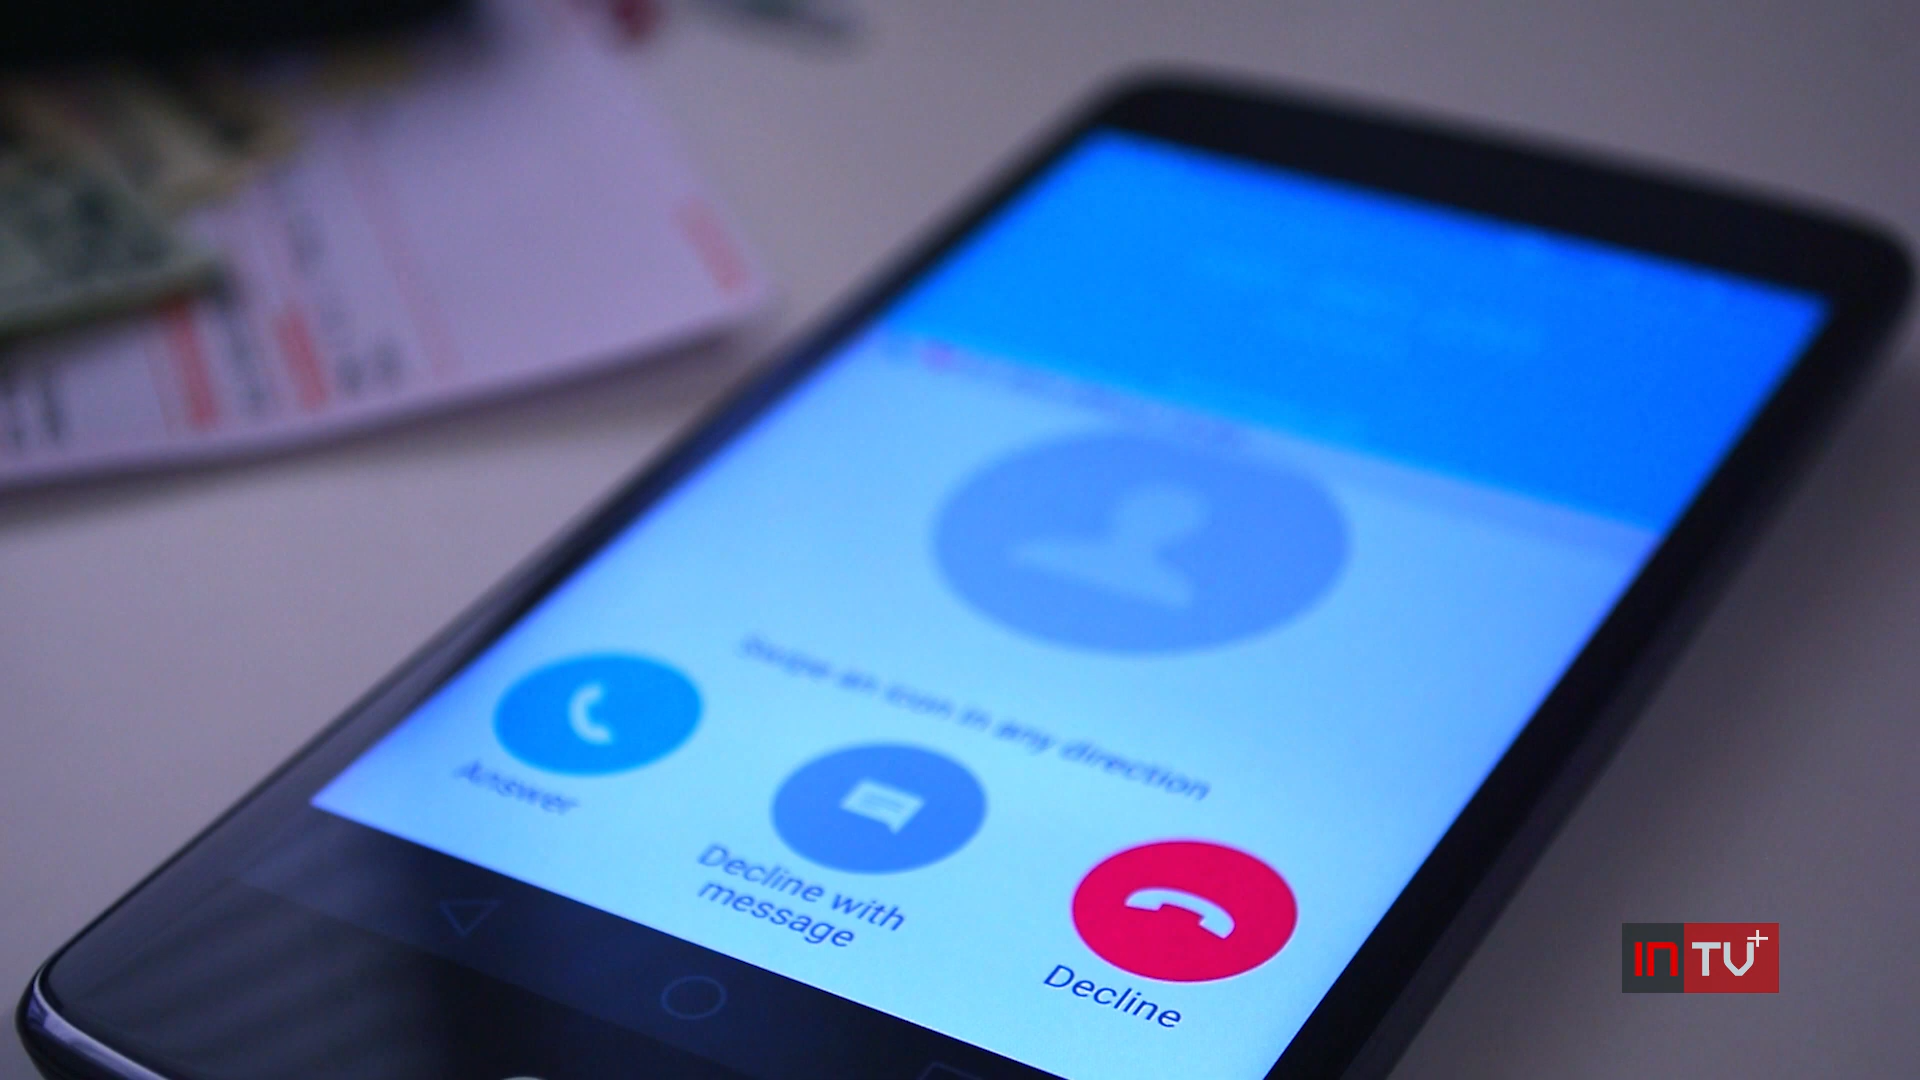 Swipe an icon in any direction
Answer
Decline with
message
Decline
INTV+